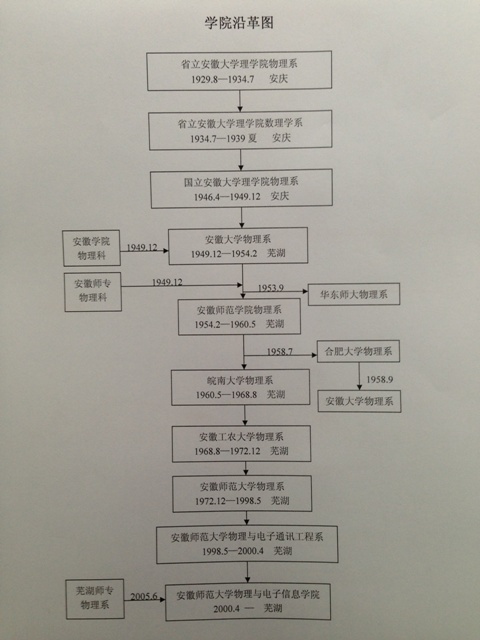 学院沿革图
省立安徽大学理学院物理系
1929.8—1934.7 安庆
省立安徽大学理学院数理学系
1934.7—1939夏 安庆
国立安徽大学理学院物理系
1946.4—1949.12 安庆
安徽学院
物理科
1949.12
安徽大学物理系
1949.12—1954.2 芜湖
安徽师专
物理科
1949.12
1953.9
华东师大物理系
安徽师范学院物理系
1954.2—1960.5 芜湖
1958.7
合肥大学物理系
1958.9
安徽大学物理系
皖南大学物理系
1960.5—1968.8 芜湖
安徽工农大学物理系
1968.8—1972.12 芜湖
安徽师范大学物理系
1972.12—1998.5 芜湖
安徽师范大学物理与电子通讯工程系
1998.5—2000.4 芜湖
芜湖师专
物理系
2005.6
安徽师范大学物理与电子信息学院
2000.4 — 芜湖